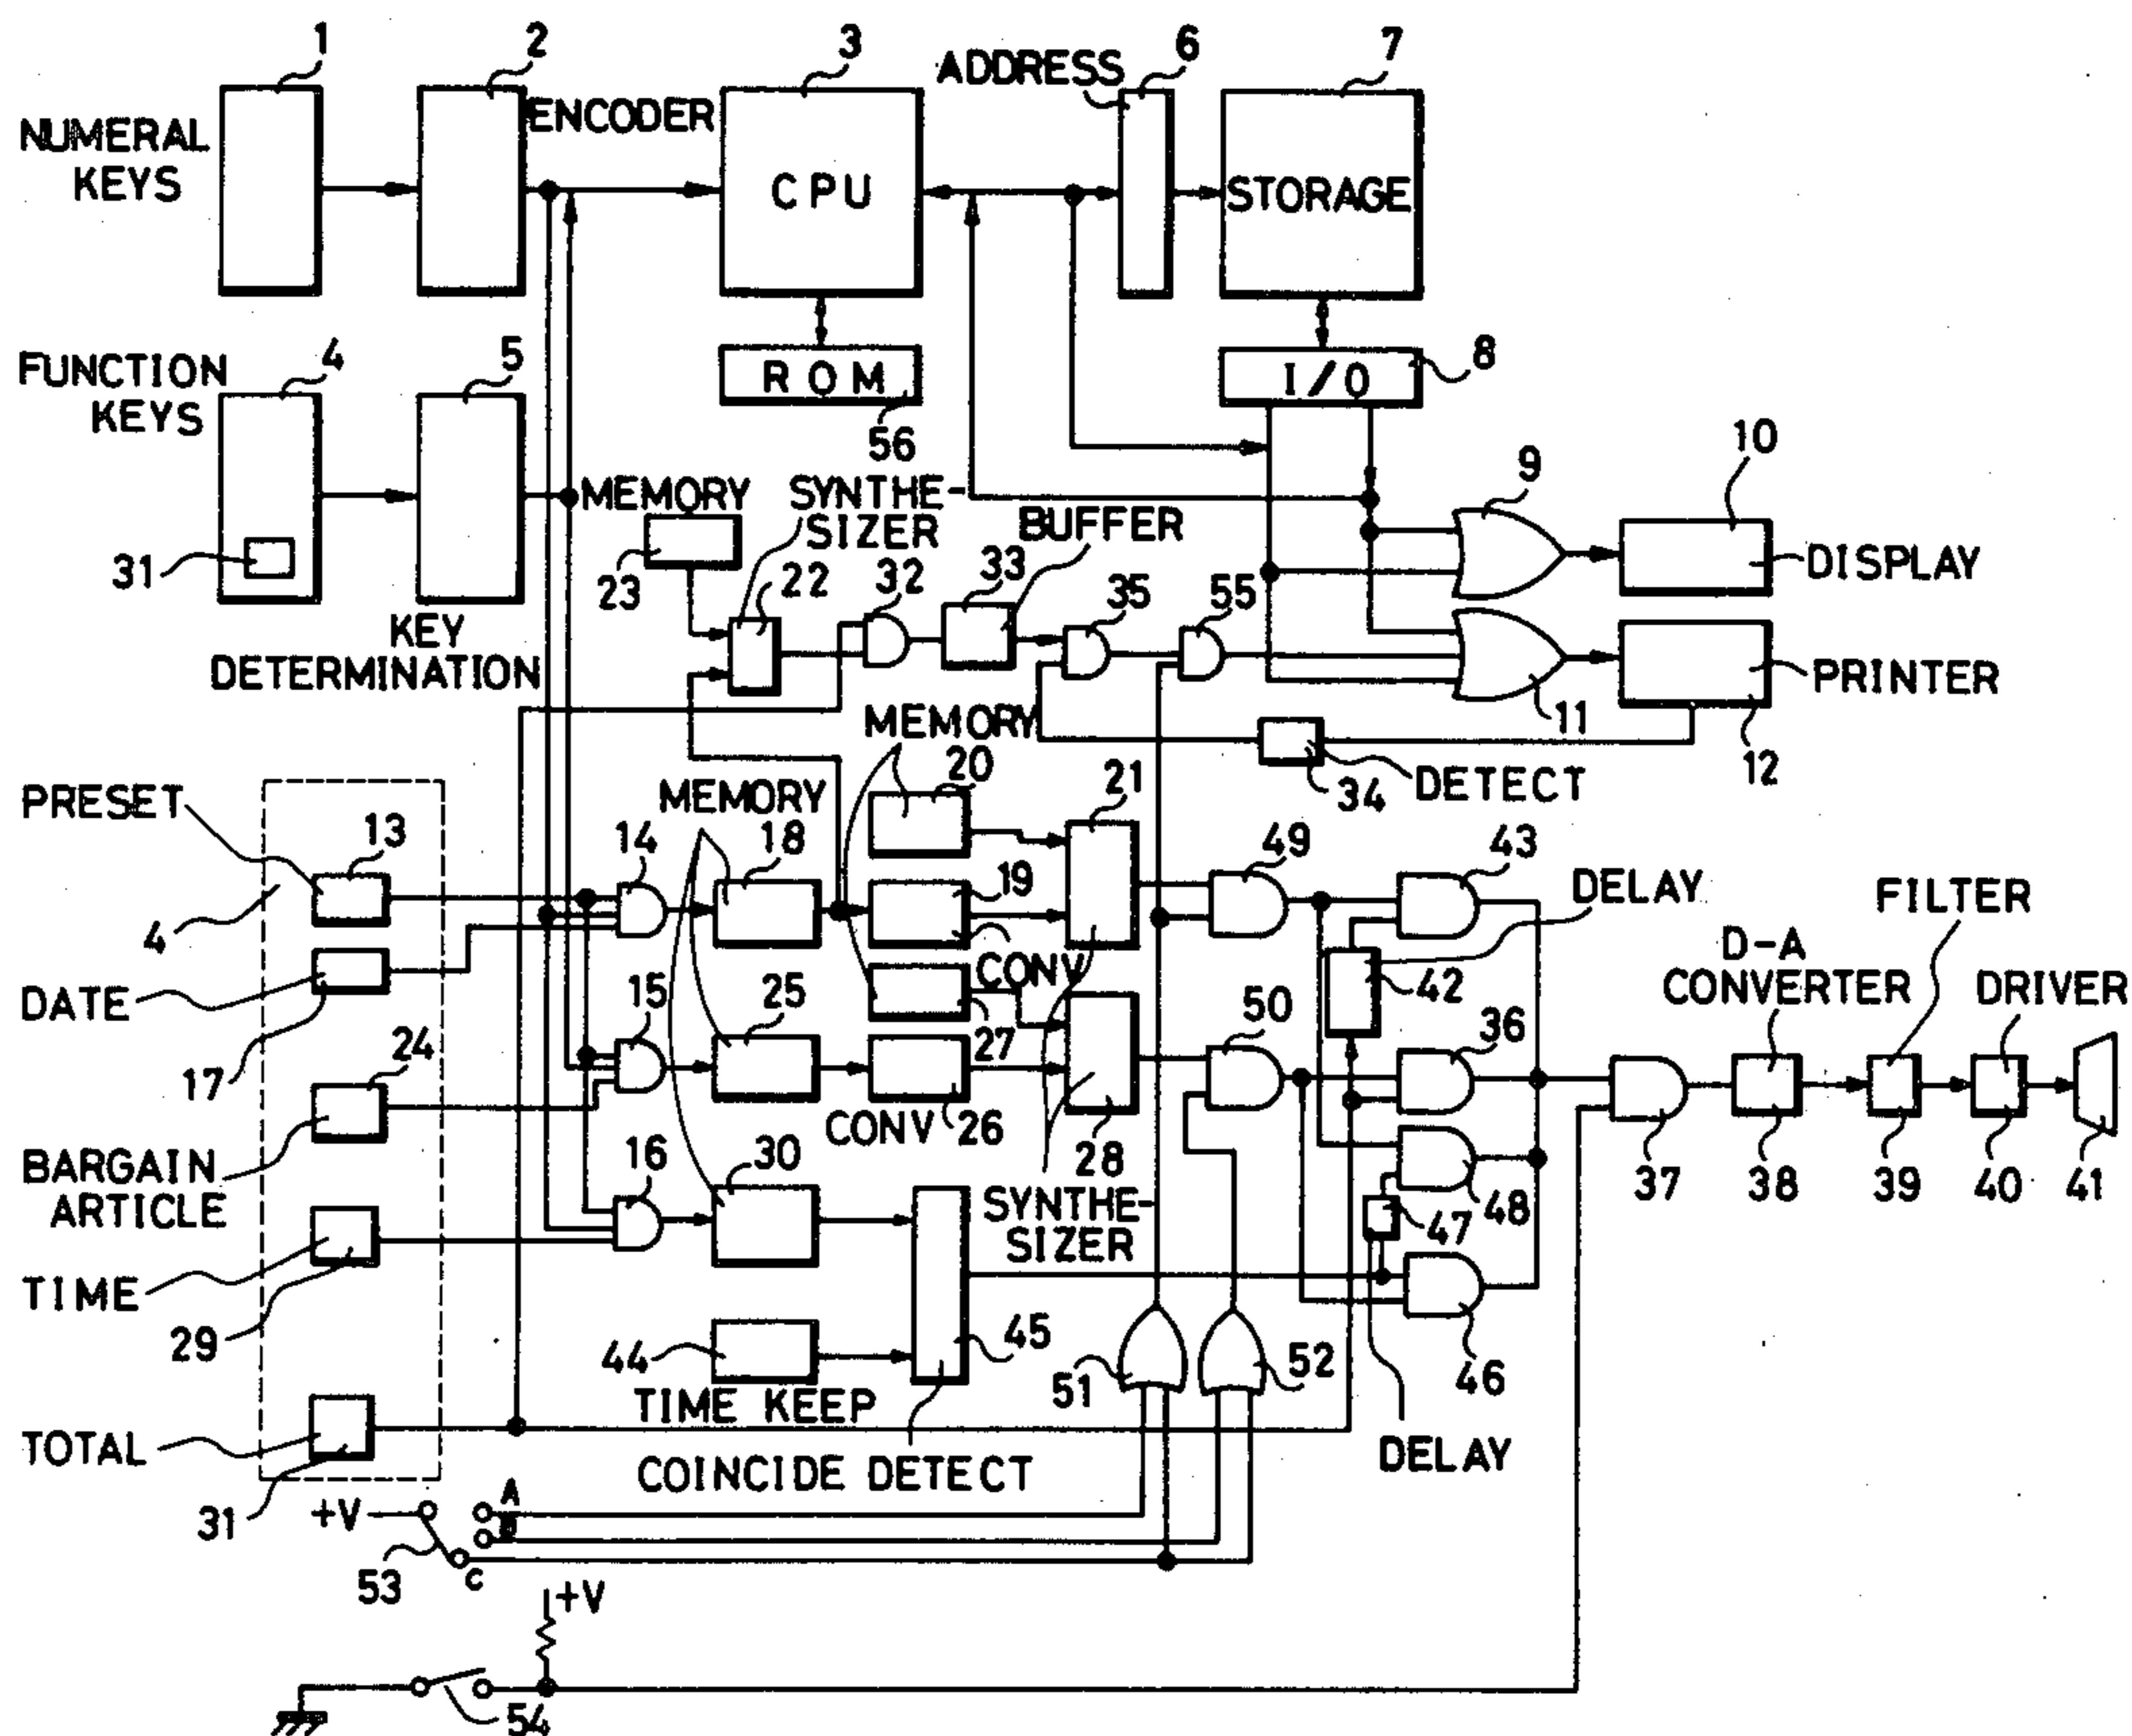 1
2
3
6
7
ADDRESS
ENCODER
NUMERAL
KEYS
CPU
STORAGE
FUNCTION
KEYS
4
5
ROM
56
I/O
8
31
KEY
DETERMINATION
MEMORY
23
SYNTHE-
SIZER
22
32
33
BUFFER
35
55
9
10
DISPLAY
11
PRINTER
12
34
DETECT
PRESET
4
13
DATE
17
24
BARGAIN
ARTICLE
TIME
29
TOTAL
31
14
15
16
MEMORY
18
25
30
MEMORY
20
19
CONV
27
CONV
26
21
28
SYNTHE-
SIZER
44
TIME KEEP
45
COINCIDE DETECT
49
50
51
52
43
DELAY
42
36
48
47
46
DELAY
37
D-A
CONVERTER
38
FILTER
39
DRIVER
40
41
+V
53
A
C
+V
54